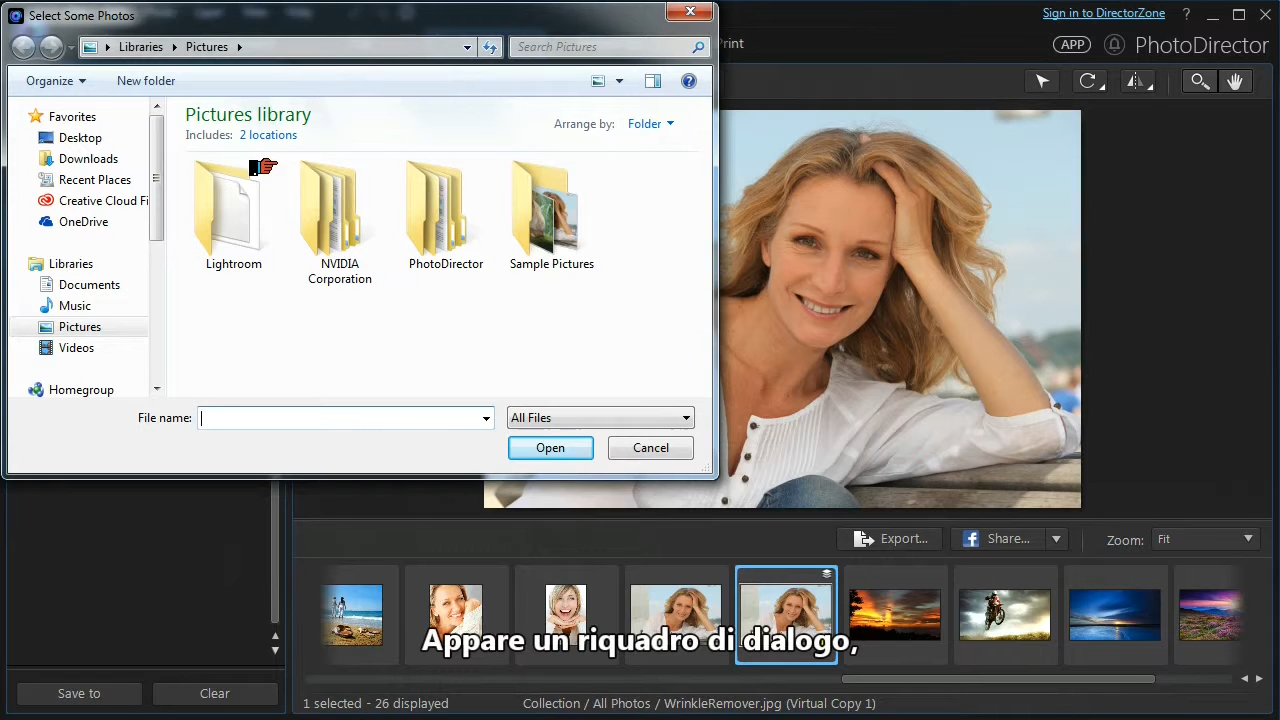 Select Some Photos
Libraries
Pictures
Search Pictures
Organize
New folder
Favorites
Desktop
Downloads
Recent Places
Creative Cloud Fi
OneDrive
Libraries
Documents
Music
Pictures
Videos
Homegroup
Pictures library
Includes: 2 locations
Arrange by: Folder
Lightroom
NVIDIA
Corporation
PhotoDirector
Sample Pictures
File name:
All Files
Open
Cancel
Sign in to DirectorZone
?
Print
APP
PhotoDirector
Export...
Share...
Zoom:
Fit
Appare un riquadro di dialogo,
Save to
Clear
1 selected - 26 displayed
Collection / All Photos / WrinkleRemover.jpg (Virtual Copy 1)